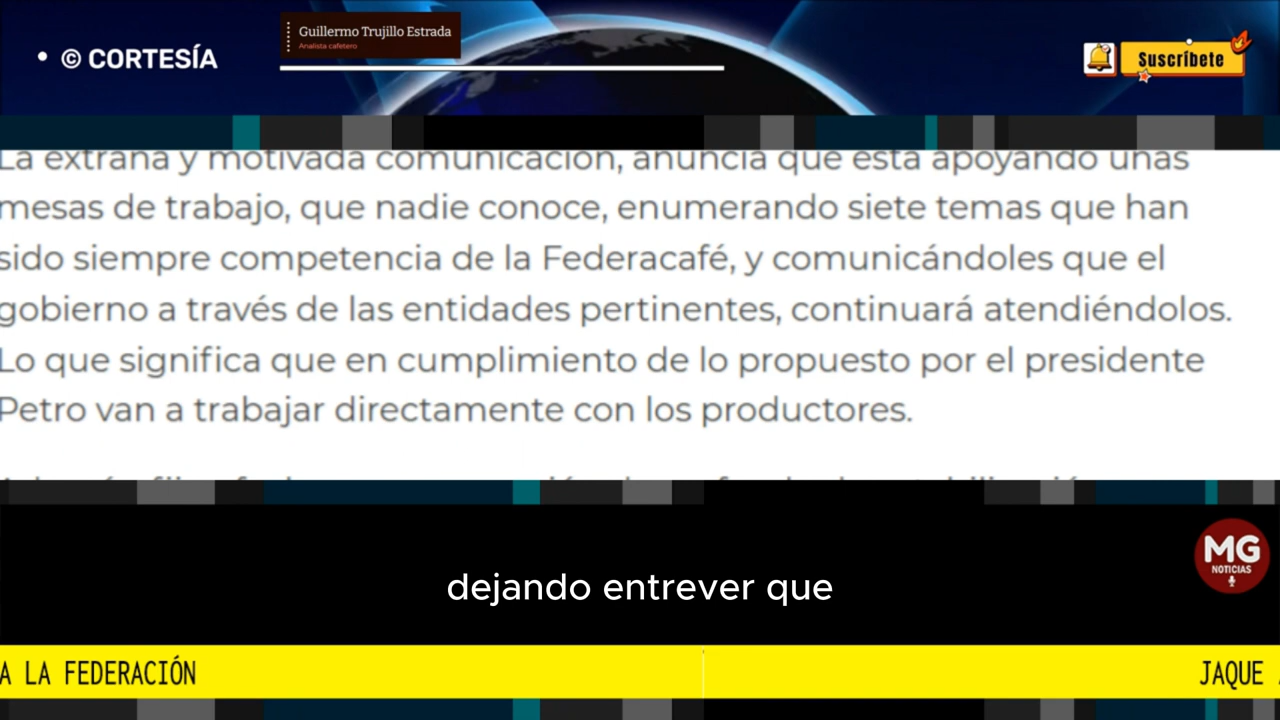 • © CORTESÍA
Guillermo Trujillo Estrada
Analista cafetero
Suscríbete
La extraña y motivada comunicación, anuncia que está apoyando unas
mesas de trabajo, que nadie conoce, enumerando siete temas que han
sido siempre competencia de la Federacafé, y comunicándoles que el
gobierno a través de las entidades pertinentes, continuará atendiéndolos.
Lo que significa que en cumplimiento de lo propuesto por el presidente
Petro van a trabajar directamente con los productores.
MG
NOTICIAS
dejando entrever que
A LA FEDERACIÓN
JAQUE